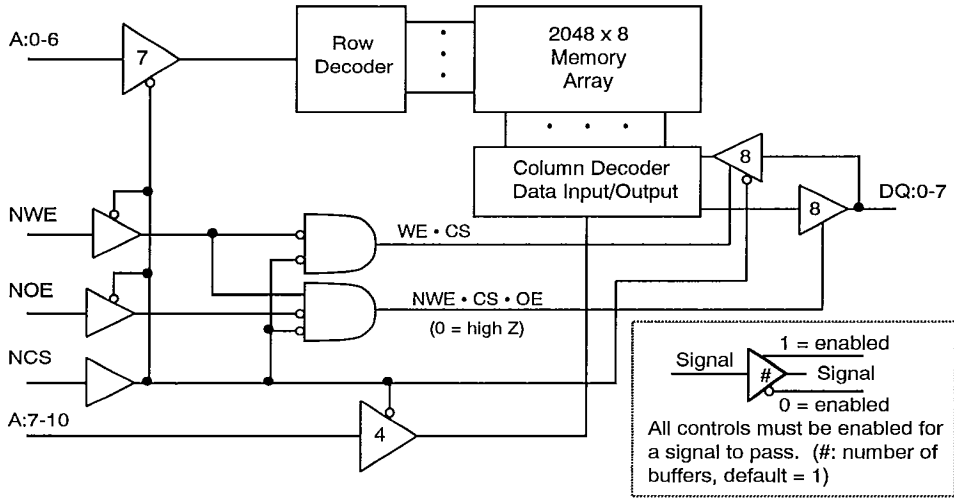 A:0-6
7
Row
Decoder
2048 x 8
Memory
Array
Column Decoder
Data Input/Output
8
8
DQ:0-7
NWE
WE • CS
NOE
NWE • CS • OE
(0 = high Z)
NCS
A:7-10
4
1 = enabled
Signal
#
Signal
0 = enabled
All controls must be enabled for
a signal to pass. (#: number of
buffers, default = 1)